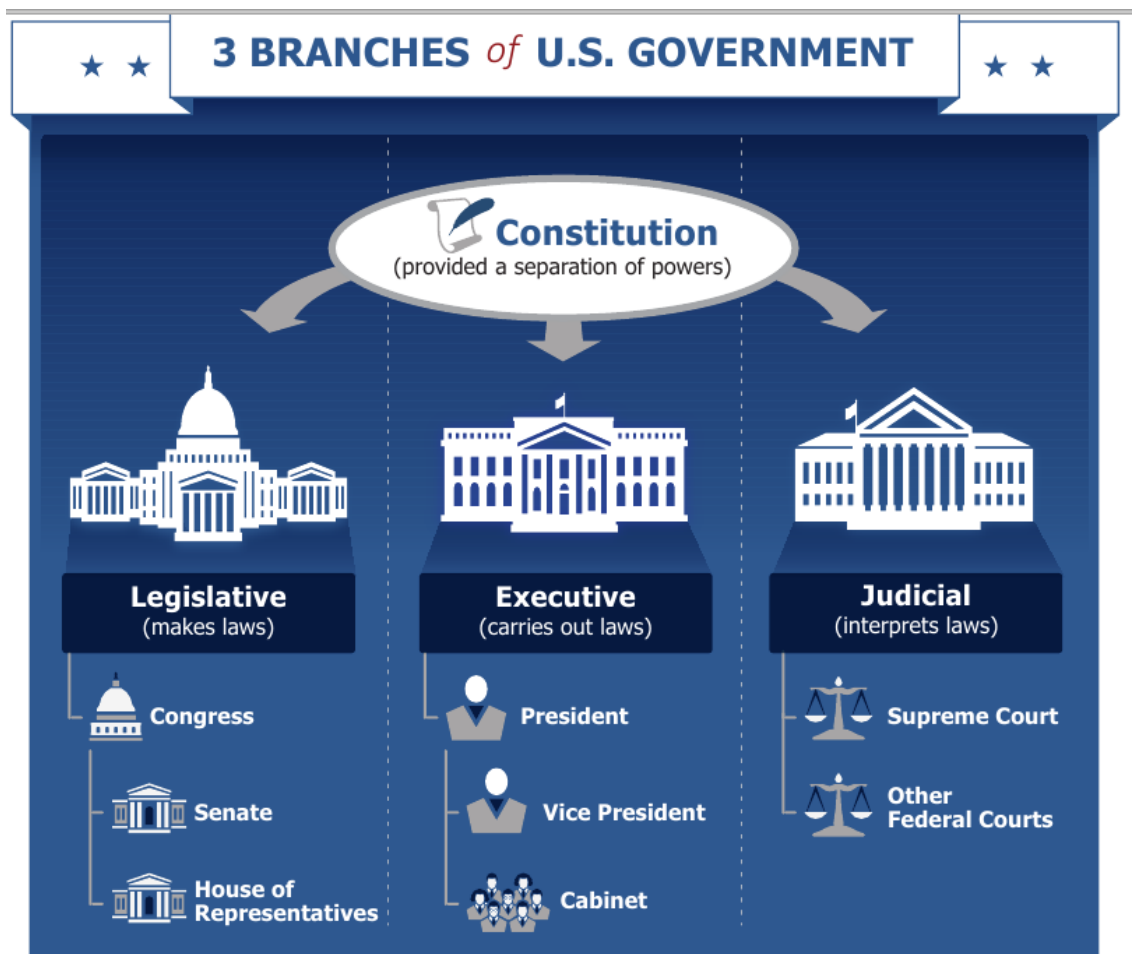 3 BRANCHES of U.S. GOVERNMENT
Constitution
(provided a separation of powers)
Legislative
(makes laws)
Congress
Senate
House of
Representatives
Executive
(carries out laws)
President
Vice President
Cabinet
Judicial
(interprets laws)
Supreme Court
Other
Federal Courts